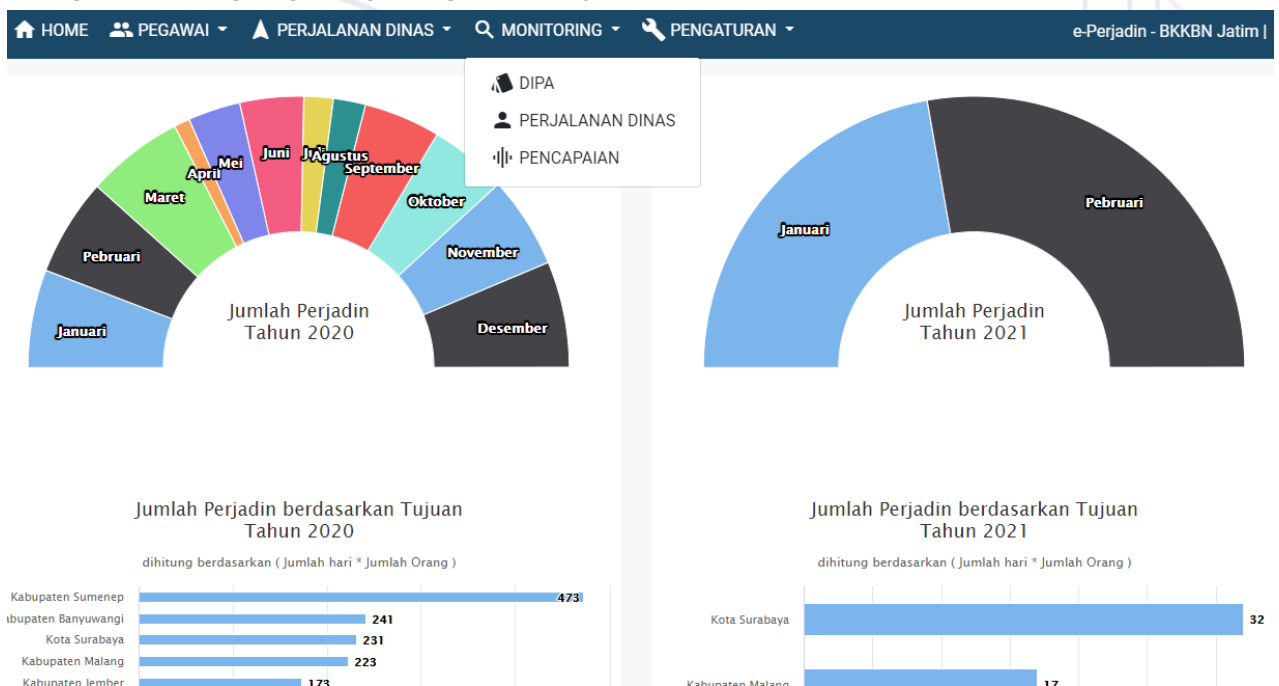 HOME PEGAWAI PERJALANAN DINAS MONITORING PENGATURAN e-Perjadin - BKKBN Jatim |
DIPA
PERJALANAN DINAS
PENCAPAIAN
Januari
Pebruari
Maret
April
Mei
Juni
Agustus
September
Oktober
November
Desember
Jumlah Perjadin
Tahun 2020
Januari
Pebruari
Jumlah Perjadin
Tahun 2021
Jumlah Perjadin berdasarkan Tujuan
Tahun 2020
dihitung berdasarkan ( Jumlah hari * Jumlah Orang )
Kabupaten Sumenep 473
abupaten Banyuwangi 241
Kota Surabaya 231
Kabupaten Malang 223
Kabupaten Jember 173
Jumlah Perjadin berdasarkan Tujuan
Tahun 2021
dihitung berdasarkan ( Jumlah hari * Jumlah Orang )
Kota Surabaya 32
Kabupaten Malang 17